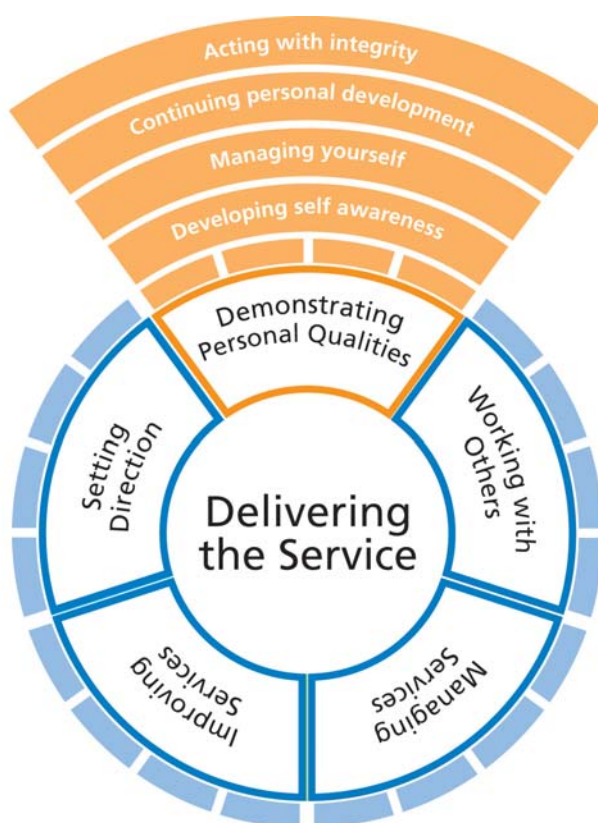 Acting with integrity
Continuing personal development
Managing yourself
Developing self awareness
Demonstrating
Personal Qualities
Working with
Others
Managing
Services
Improving
Services
Setting
Direction
Delivering
the Service